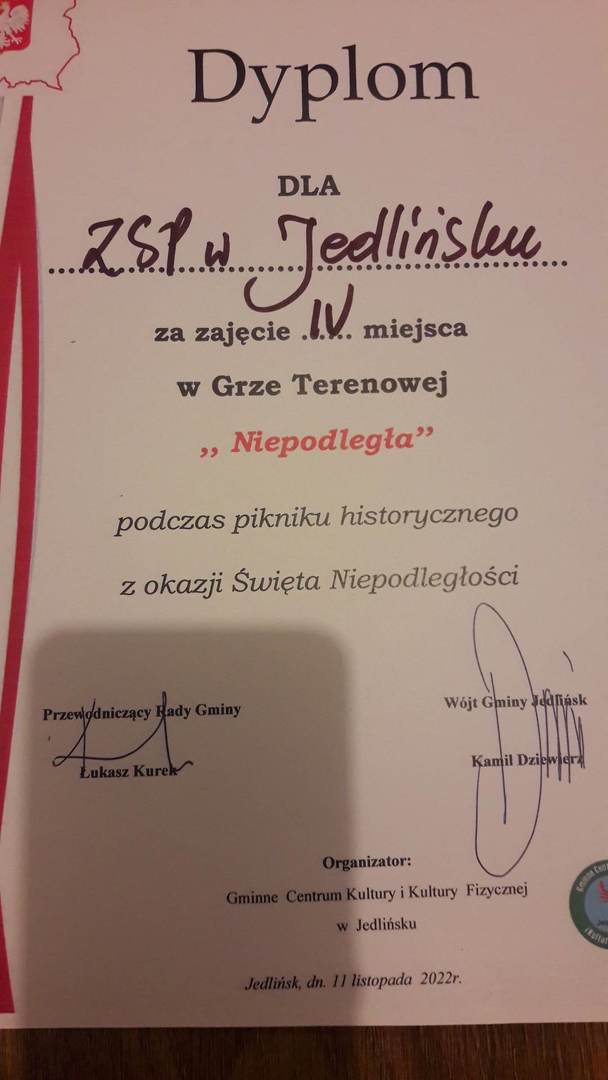 Dyplom
DLA
ZSP w Jedlińsku
za zajęcie ..IV.. miejsca
w Grze Terenowej
,, Niepodległa”
podczas pikniku historycznego
z okazji Święta Niepodległości
Przewodniczący Rady Gminy
Łukasz Kurek
Wójt Gminy Jedlińsk
Kamil Dziewierz
Organizator:
Gminne Centrum Kultury i Kultury Fizycznej
w Jedlińsku
Jedlińsk, dn. 11 listopada 2022r.